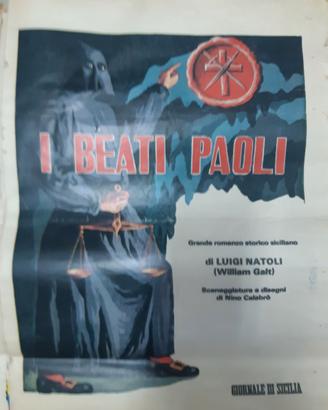 I BEATI PAOLI
Grande romanzo storico siciliano
di LUIGI NATOLI
(William Galt)
Sceneggiatura e disegni
di Nino Calabrò
GIORNALE DI SICILIA